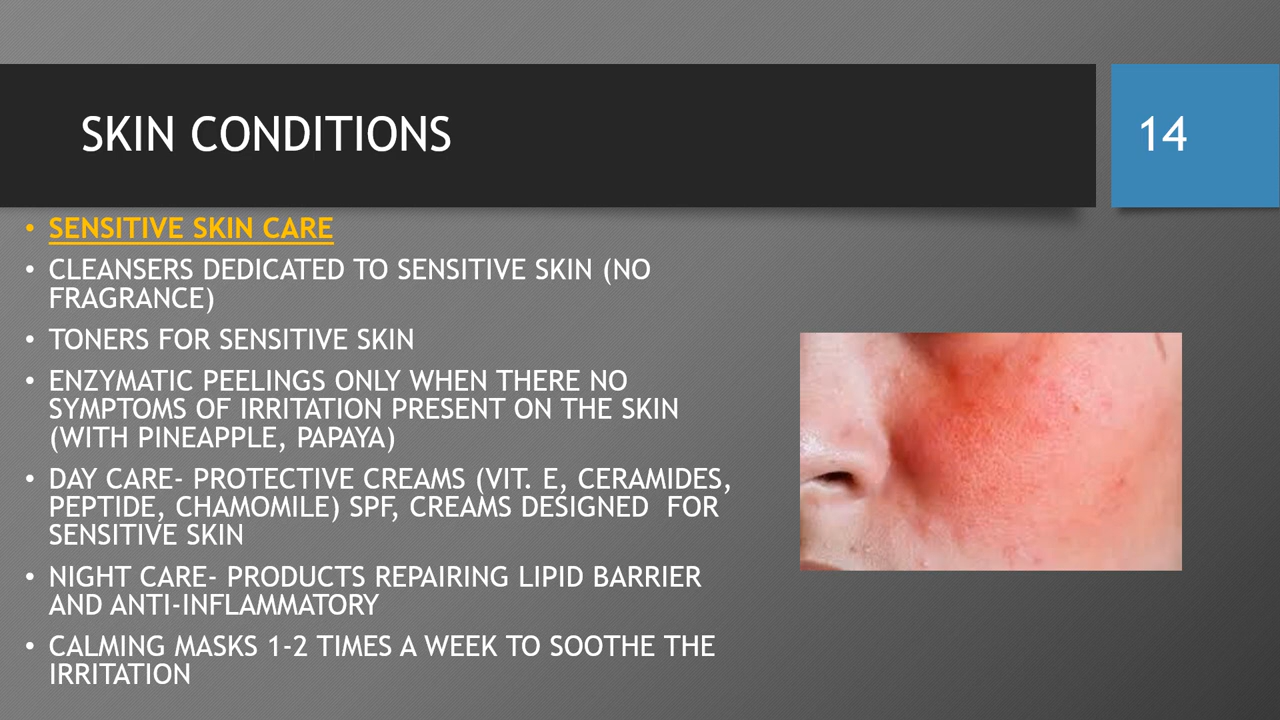 SKIN CONDITIONS
14
• SENSITIVE SKIN CARE
• CLEANSERS DEDICATED TO SENSITIVE SKIN (NO
FRAGRANCE)
• TONERS FOR SENSITIVE SKIN
• ENZYMATIC PEELINGS ONLY WHEN THERE NO
SYMPTOMS OF IRRITATION PRESENT ON THE SKIN
(WITH PINEAPPLE, PAPAYA)
• DAY CARE- PROTECTIVE CREAMS (VIT. E, CERAMIDES,
PEPTIDE, CHAMOMILE) SPF, CREAMS DESIGNED  FOR
SENSITIVE SKIN
• NIGHT CARE- PRODUCTS REPAIRING LIPID BARRIER
AND ANTI-INFLAMMATORY
• CALMING MASKS 1-2 TIMES A WEEK TO SOOTHE THE
IRRITATION